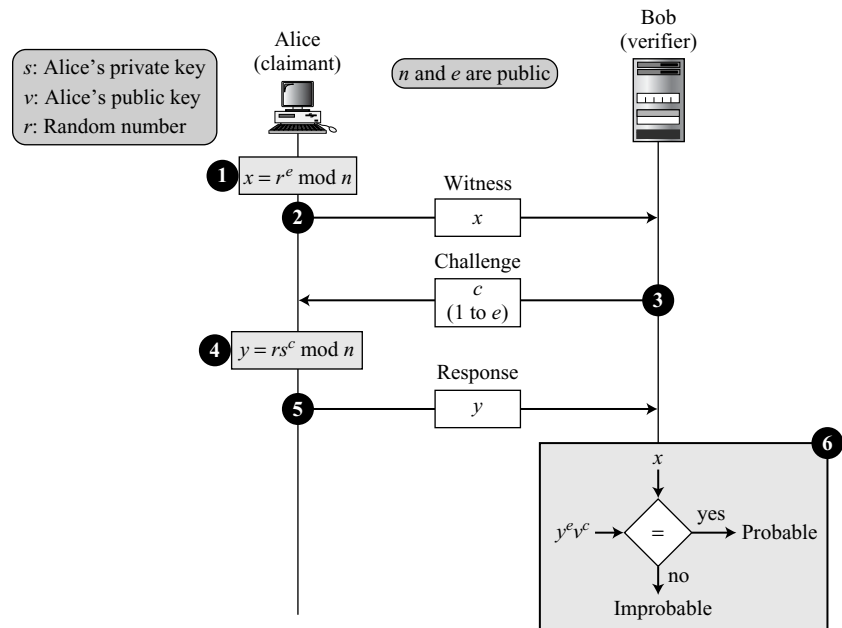 Alice
(claimant)
Bob
(verifier)
s: Alice's private key
v: Alice's public key
r: Random number
n and e are public
1
x = r^e mod n
Witness
2
x
Challenge
3
c
(1 to e)
4
y = rs^c mod n
Response
5
y
6
x
y^e v^c
=
yes
Probable
no
Improbable